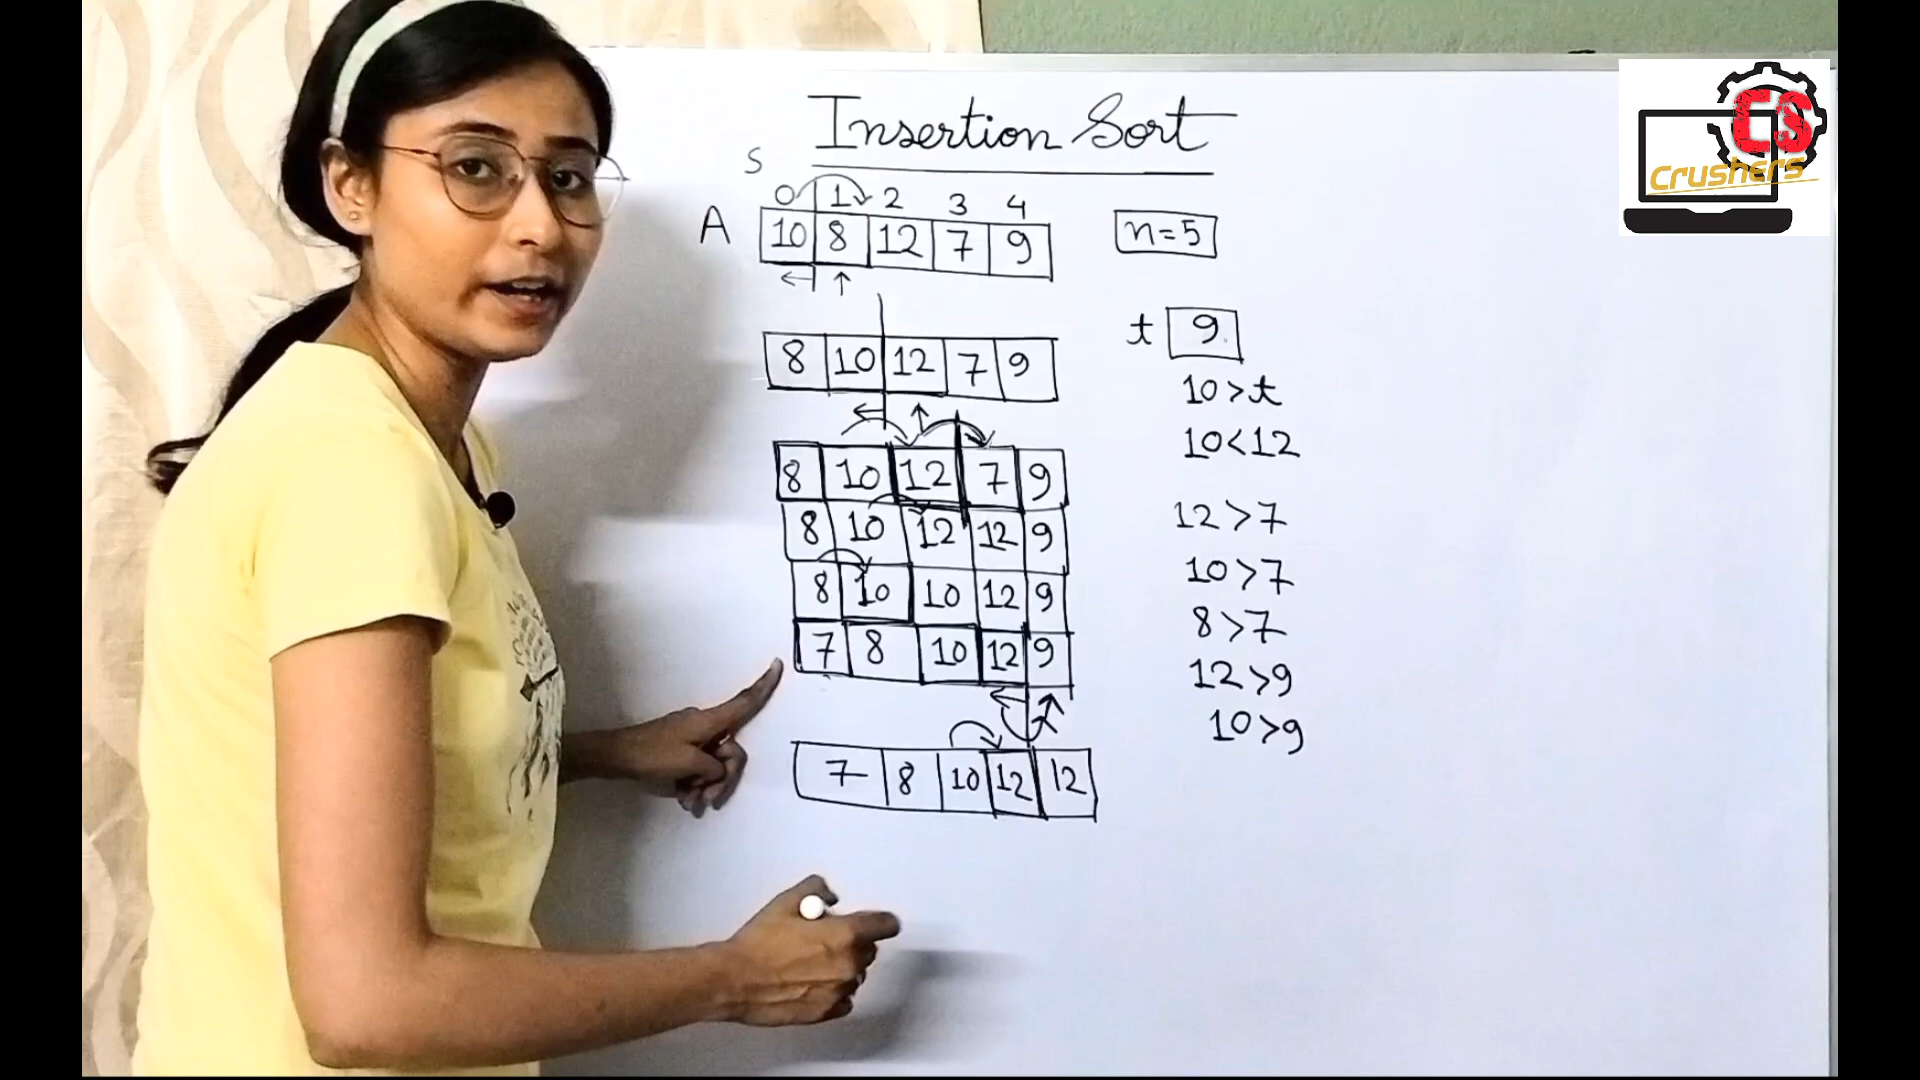 Insertion Sort
S
0 1 2 3 4
A 10 8 12 7 9
n=5
8 10 12 7 9
t 9
10>t
10<12
8 10 12 7 9
8 10 12 12 9
12>7
8 10 10 12 9
10>7
7 8 10 12 9
8>7
12>9
10>9
7 8 10 12 12
CS
Crushers